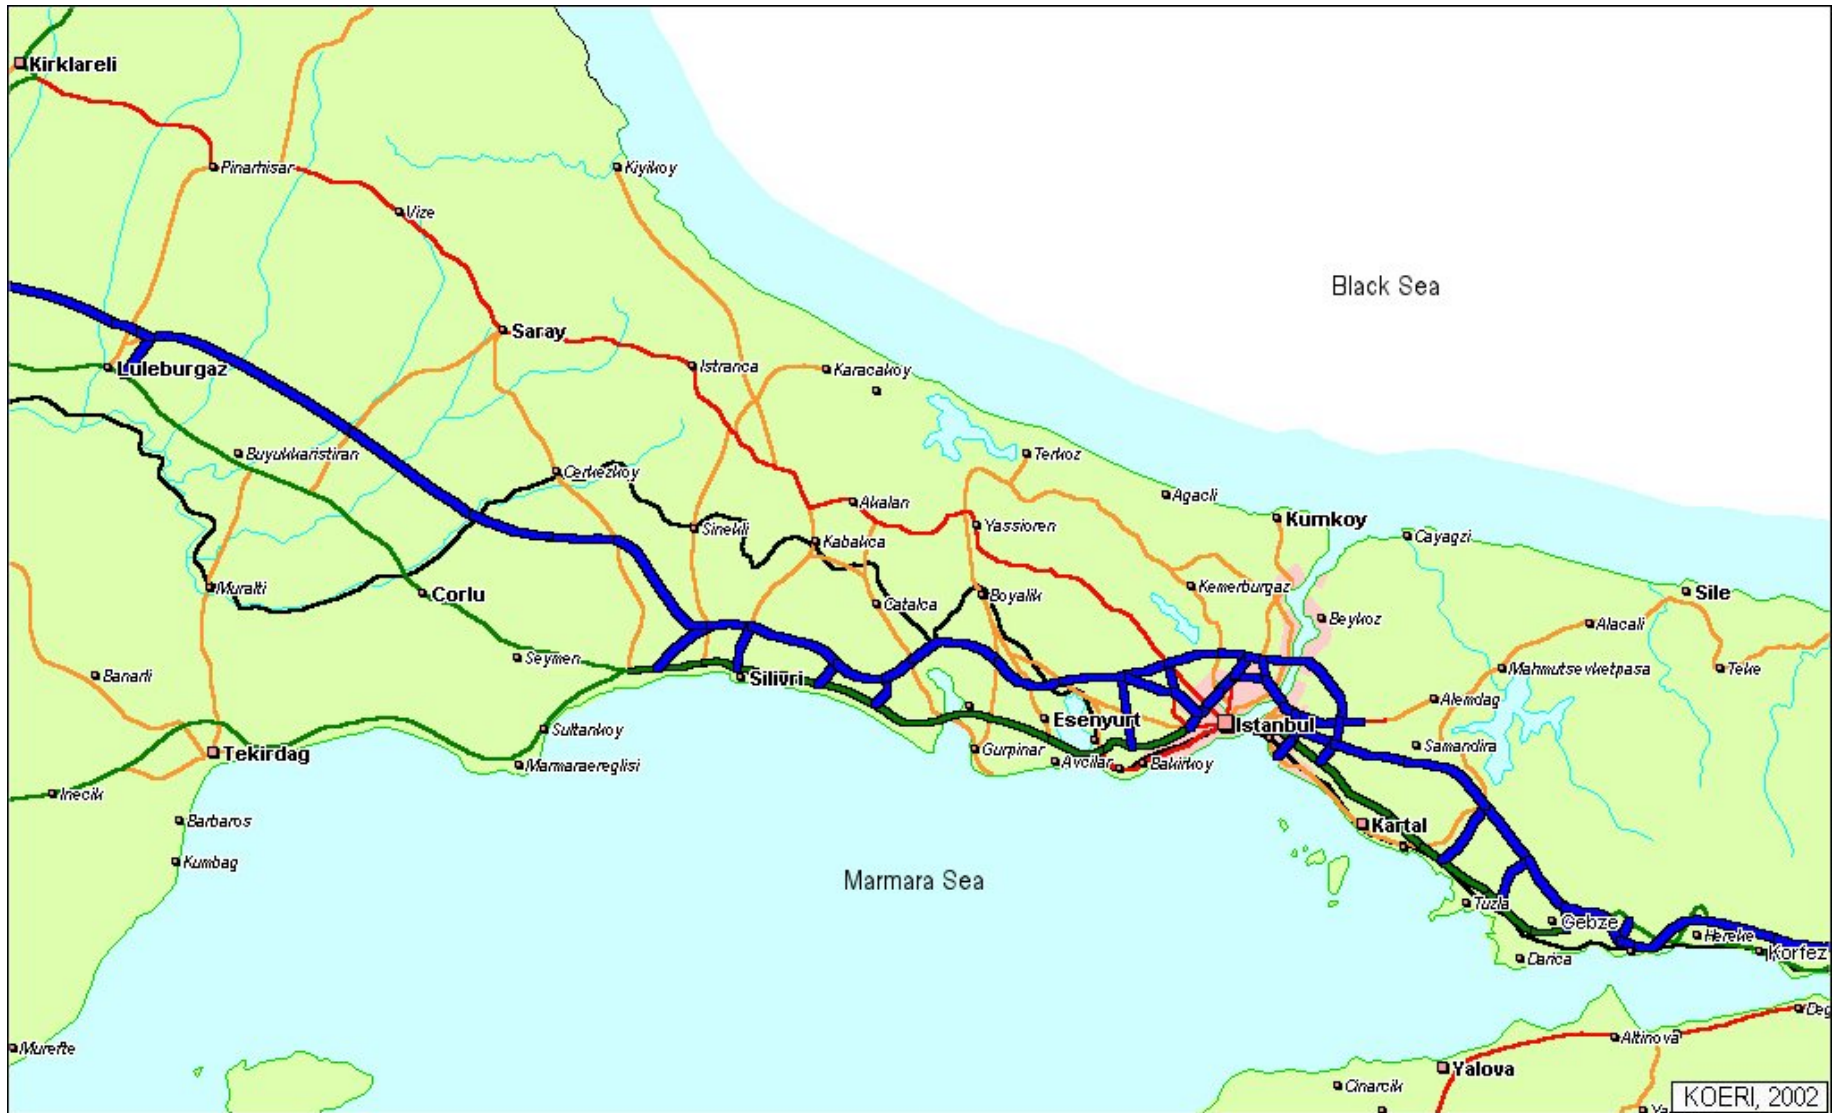 Kirklareli
Pinarhisar
Kiyikoy
Vize
Black Sea
Saray
Luleburgaz
Istranca
Karacakoy
Buyukkaristiran
Cerkezkoy
Terkoz
Agacli
Akalan
Kumkoy
Sinekli
Yassioren
Cayagzi
Kabakca
Muratli
Corlu
Kemerburgaz
Sile
Boyalik
Catalca
Beykoz
Alacali
Seymen
Banarli
Silivri
Mahmutsevketpasa
Teke
Alemdag
Esenyurt
Istanbul
Sultankoy
Tekirdag
Gurpinar
Samandira
Marmaraereglisi
Avcilar
Bakirkoy
Inecik
Barbaros
Kartal
Kumbag
Marmara Sea
Tuzla
Gebze
Hereke
Darica
Korfez
Deg
Murefte
Altinova
Yalova
Cinarcik
KOERI, 2002
Ya